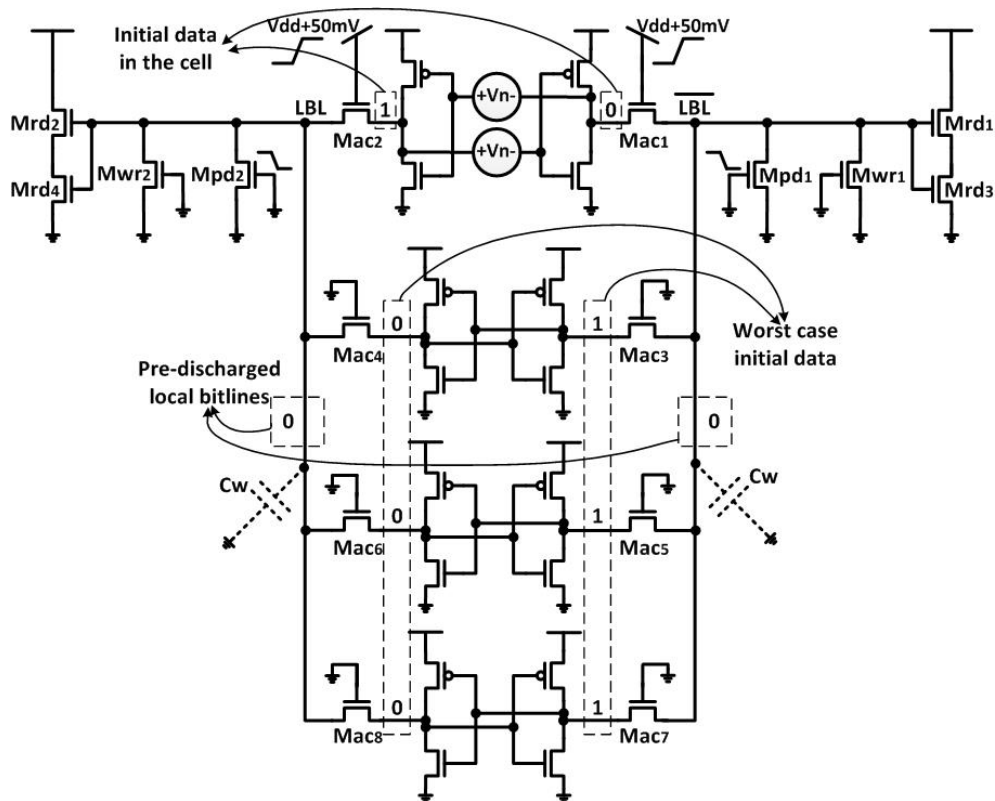 Initial data
in the cell
Vdd+50mV
Vdd+50mV
+Vn-
+Vn-
LBL
1
0
LBL
Mac2
Mac1
Mrd2
Mrd4
Mwr2
Mpd2
Mpd1
Mwr1
Mrd1
Mrd3
0
1
Mac4
Mac3
Worst case
initial data
Pre-discharged
local bitlines
0
0
Cw
Cw
0
1
Mac6
Mac5
0
1
Mac8
Mac7